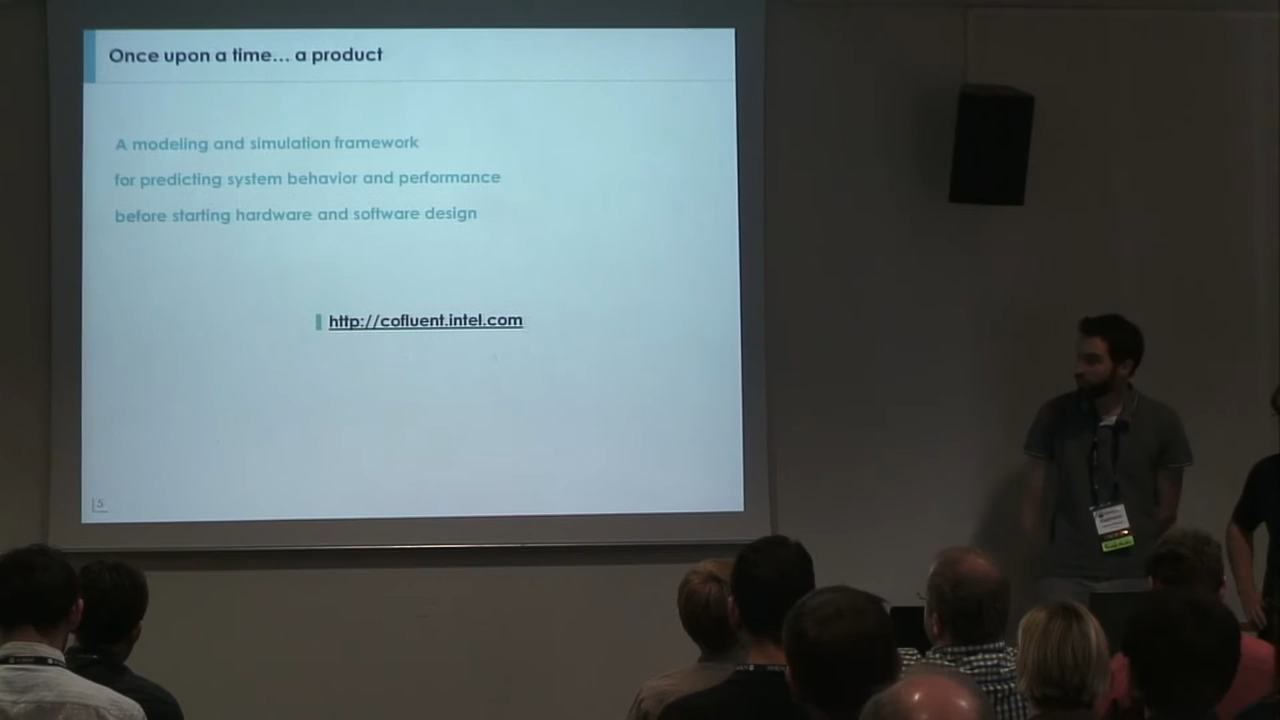 Once upon a time... a product
A modeling and simulation framework
for predicting system behavior and performance
before starting hardware and software design
http://cofluent.intel.com
5